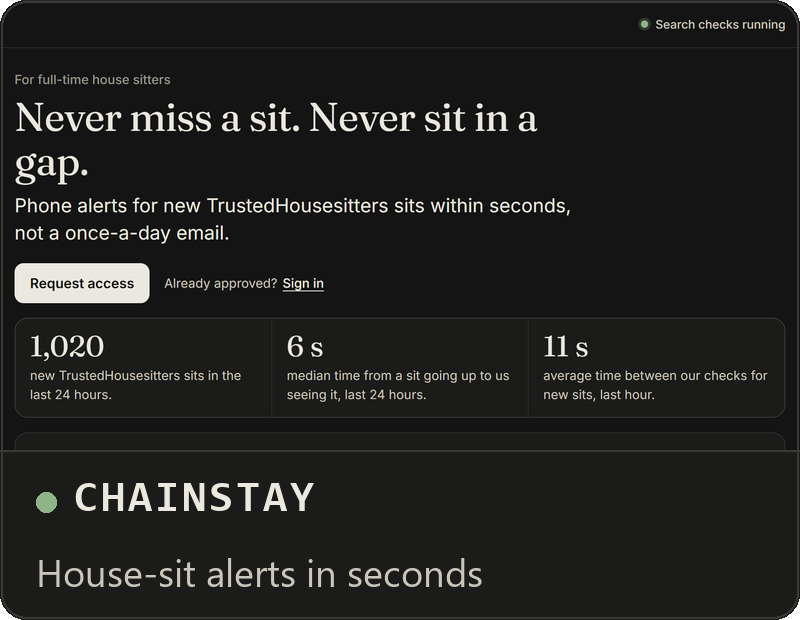 Search checks running
For full-time house sitters
Never miss a sit. Never sit in a
gap.
Phone alerts for new TrustedHousesitters sits within seconds,
not a once-a-day email.
Request access
Already approved? Sign in
1,020
new TrustedHousesitters sits in the
last 24 hours.
6 s
median time from a sit going up to us
seeing it, last 24 hours.
11 s
average time between our checks for
new sits, last hour.
CHAINSTAY
House-sit alerts in seconds